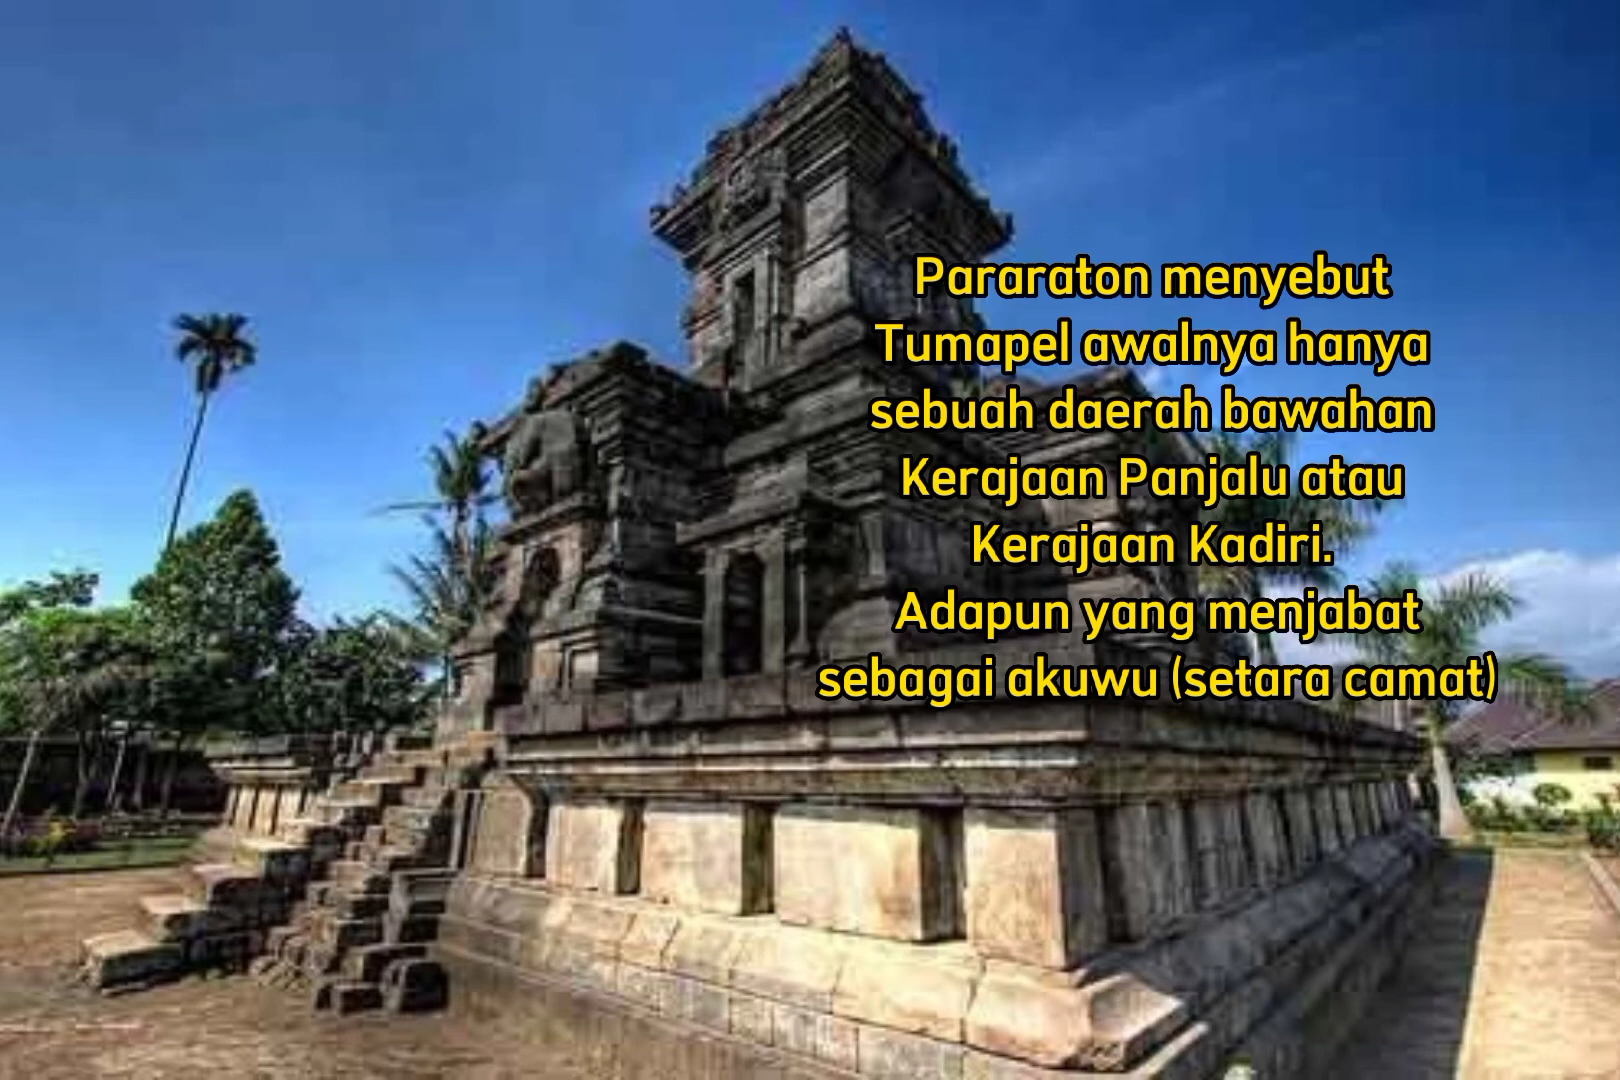 Pararaton menyebut
Tumapel awalnya hanya
sebuah daerah bawahan
Kerajaan Panjalu atau
Kerajaan Kadiri.
Adapun yang menjabat
sebagai akuwu (setara camat)